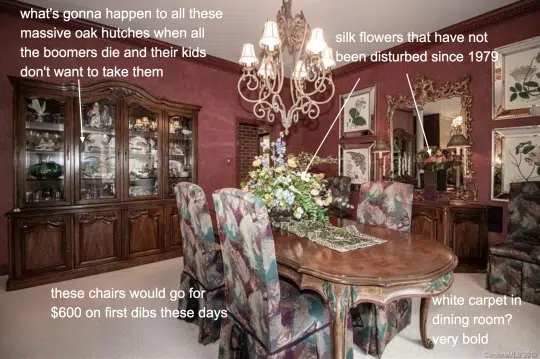 what's gonna happen to all these
massive oak hutches when all
the boomers die and their kids
don't want to take them
silk flowers that have not
been disturbed since 1979
these chairs would go for
$600 on first dibs these days
white carpet in
dining room?
very bold
CarolinaMLS 2019